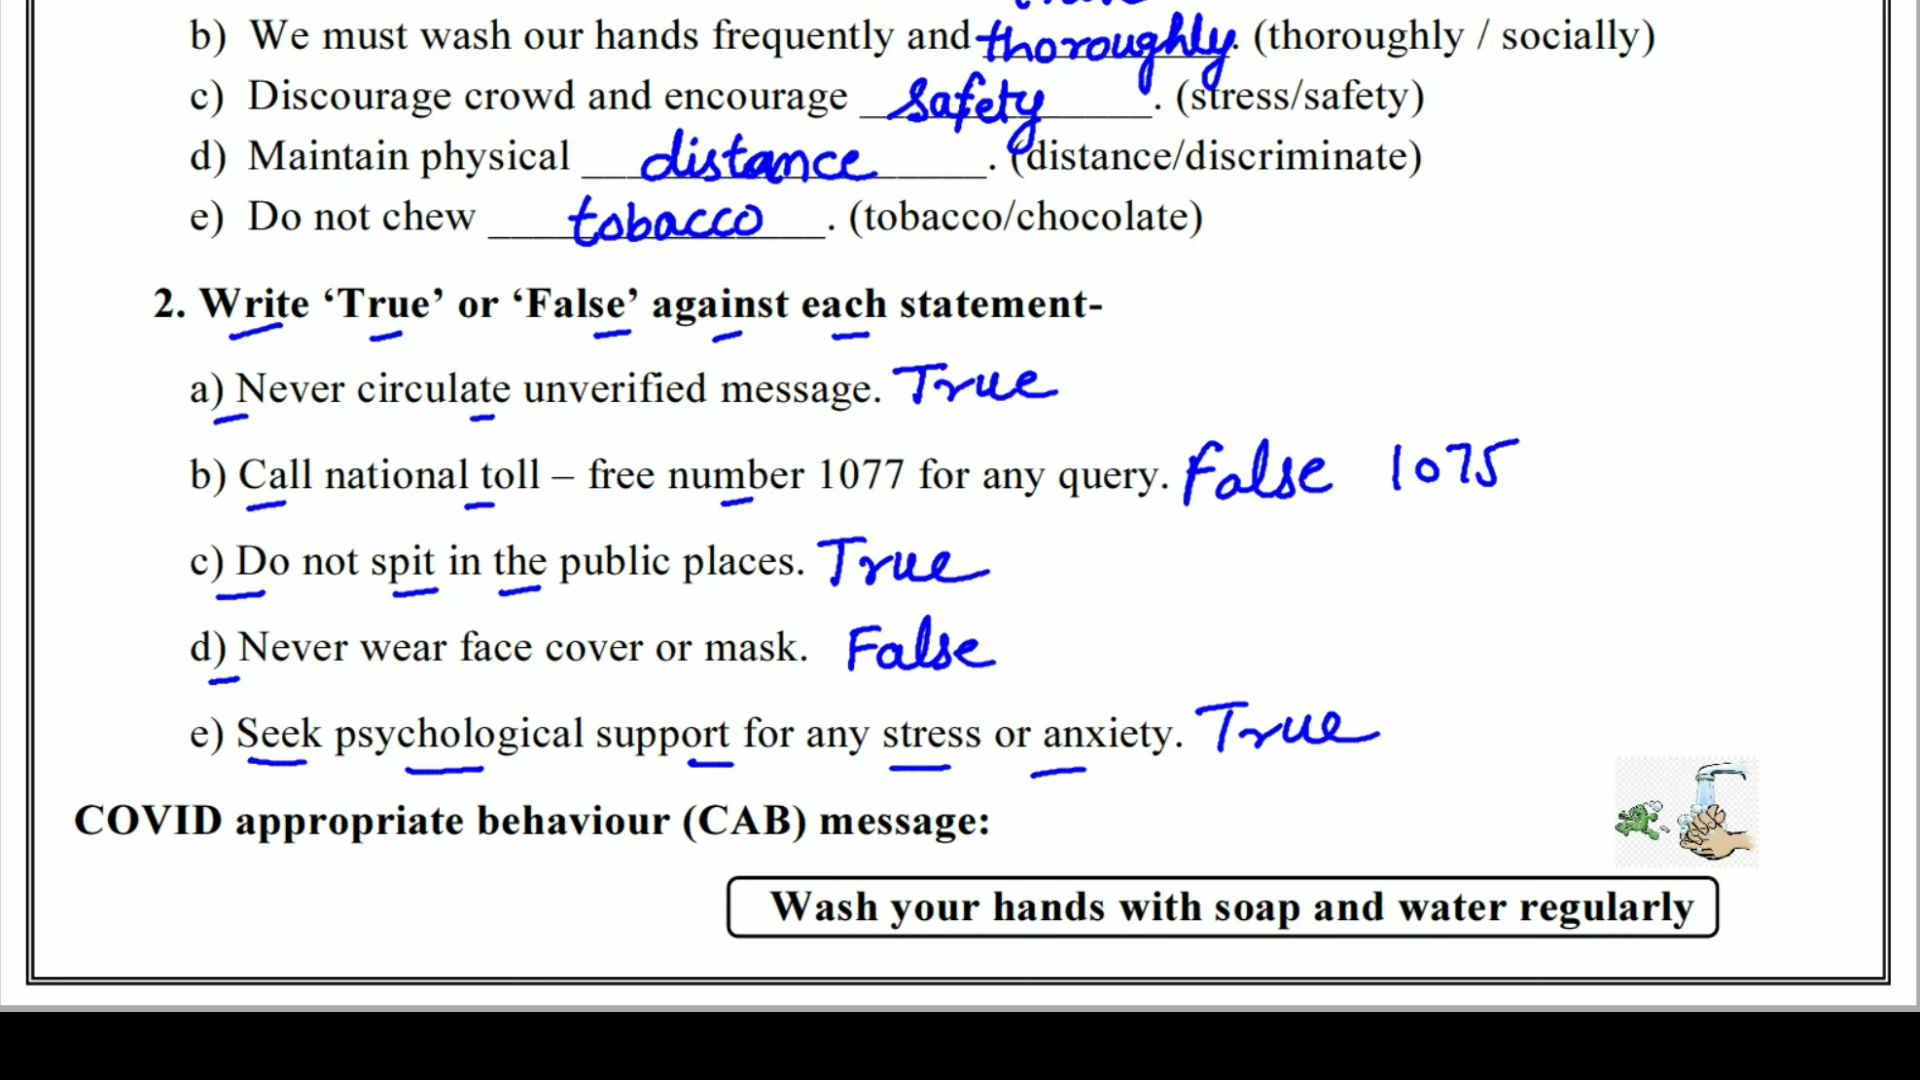 b) We must wash our hands frequently and thoroughly. (thoroughly / socially)
c) Discourage crowd and encourage safety. (stress/safety)
d) Maintain physical distance. (distance/discriminate)
e) Do not chew tobacco. (tobacco/chocolate)
2. Write ‘True’ or ‘False’ against each statement-
a) Never circulate unverified message. True
b) Call national toll – free number 1077 for any query. False 1075
c) Do not spit in the public places. True
d) Never wear face cover or mask. False
e) Seek psychological support for any stress or anxiety. True
COVID appropriate behaviour (CAB) message:
Wash your hands with soap and water regularly